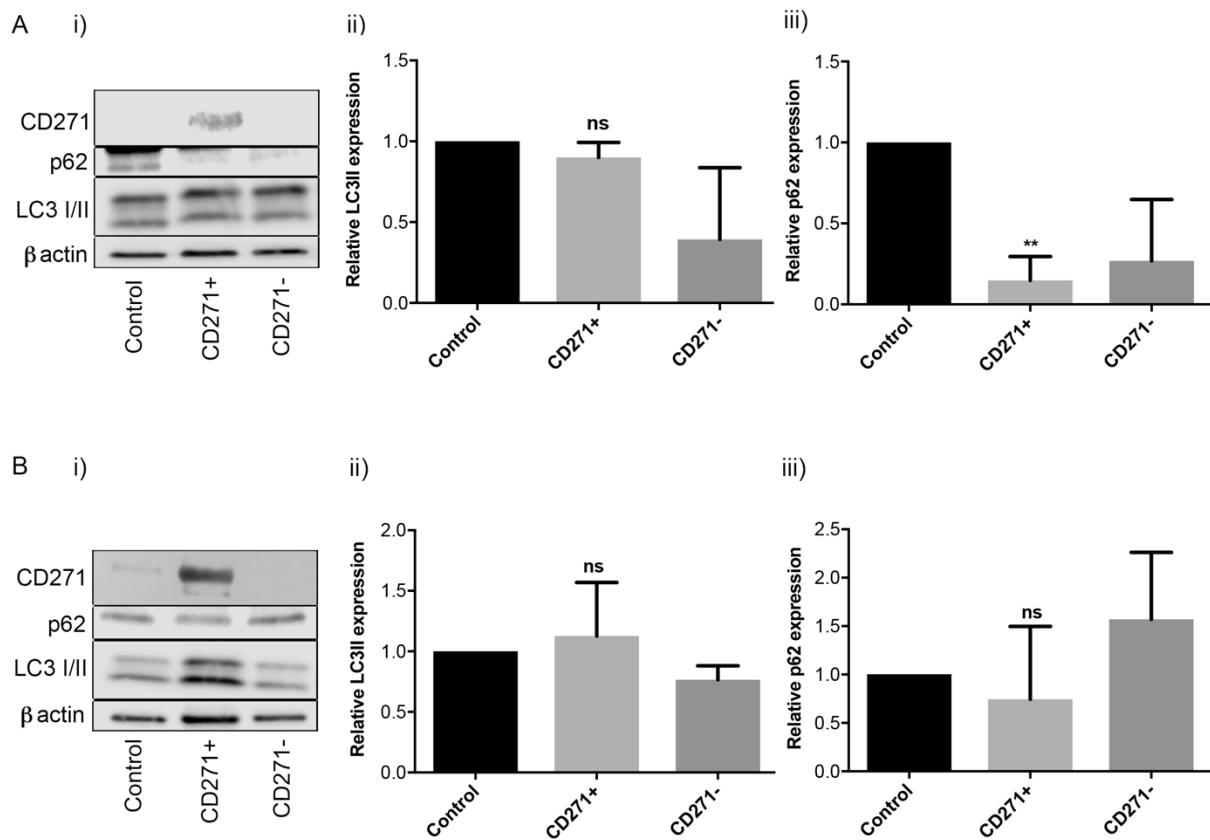 A
i)
CD271
p62
LC3 I/II
β actin
Control
CD271+
CD271-
ii)
Relative LC3II expression
1.5
1.0
0.5
0.0
ns
Control
CD271+
CD271-
iii)
Relative p62 expression
1.5
1.0
0.5
0.0
**
Control
CD271+
CD271-
B
i)
CD271
p62
LC3 I/II
β actin
Control
CD271+
CD271-
ii)
Relative LC3II expression
2.0
1.5
1.0
0.5
0.0
ns
Control
CD271+
CD271-
iii)
Relative p62 expression
2.5
2.0
1.5
1.0
0.5
0.0
ns
Control
CD271+
CD271-